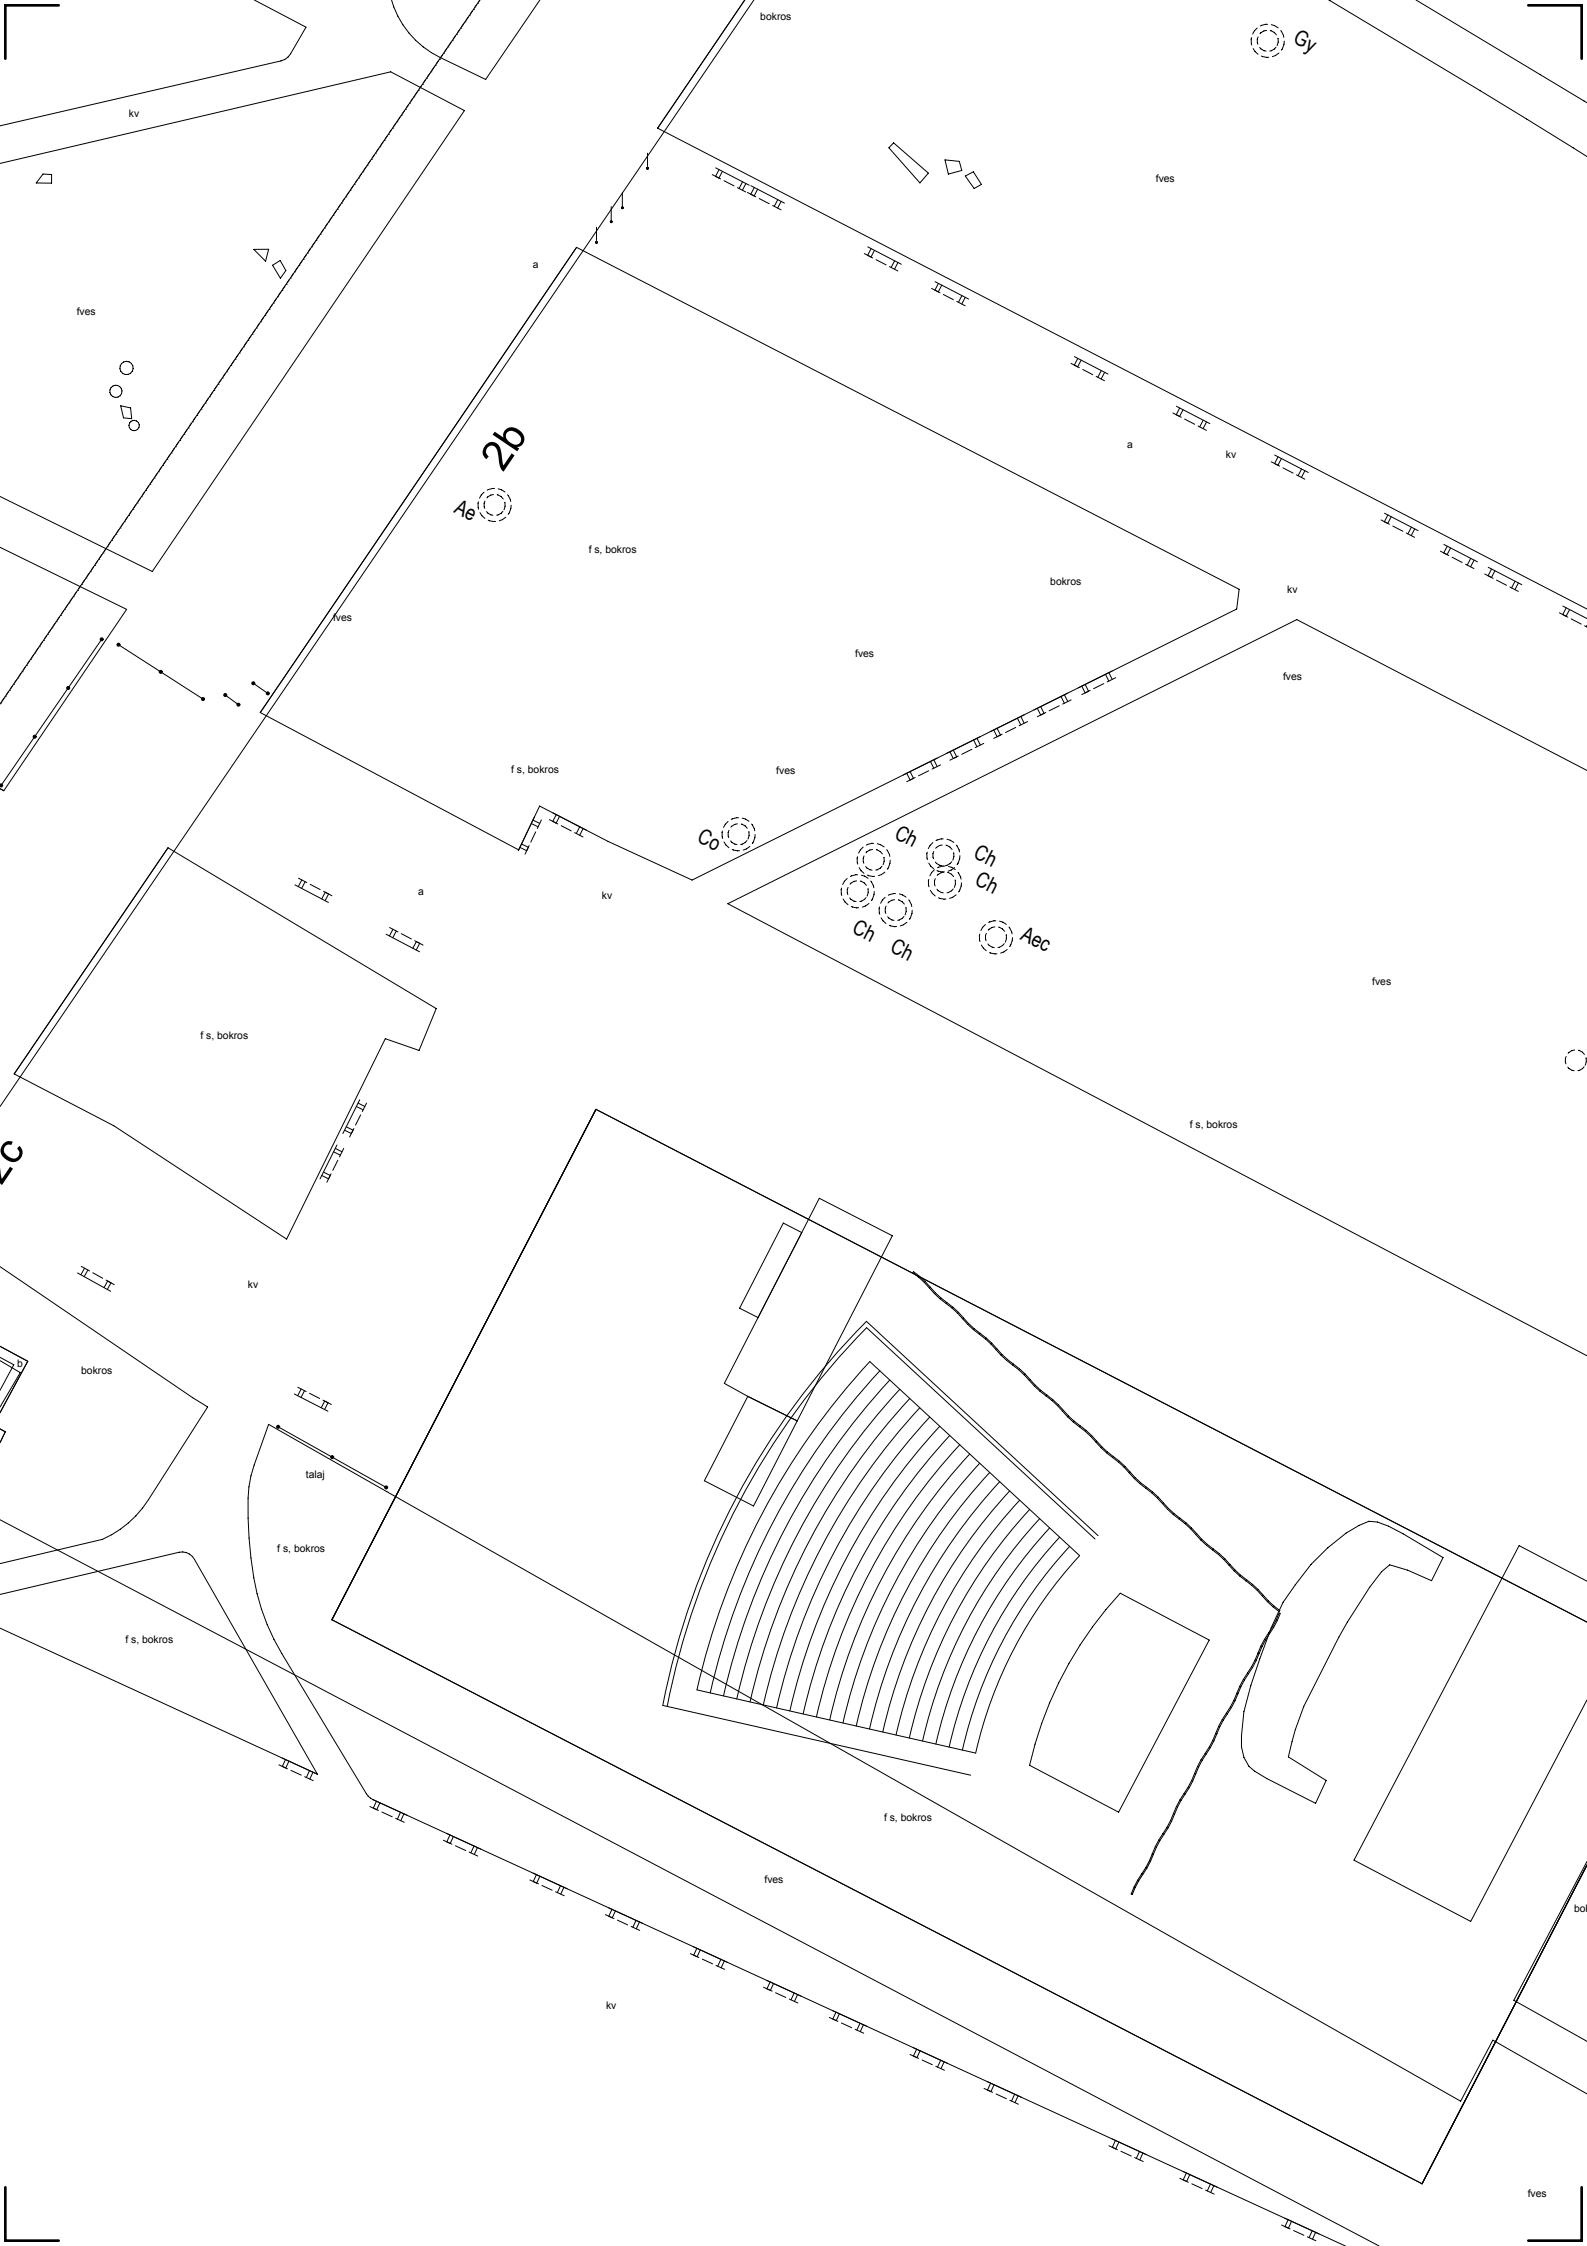 bokros
Gy
kv
fves
a
fves
2b
a
kv
Ae
f s, bokros
bokros
kv
fves
fves
fves
f s, bokros
fves
Co
Ch
Ch
Ch
a
kv
Ch
Ch
Aec
fves
f s, bokros
f s, bokros
kv
b
bokros
talaj
f s, bokros
f s, bokros
f s, bokros
fves
kv
fves